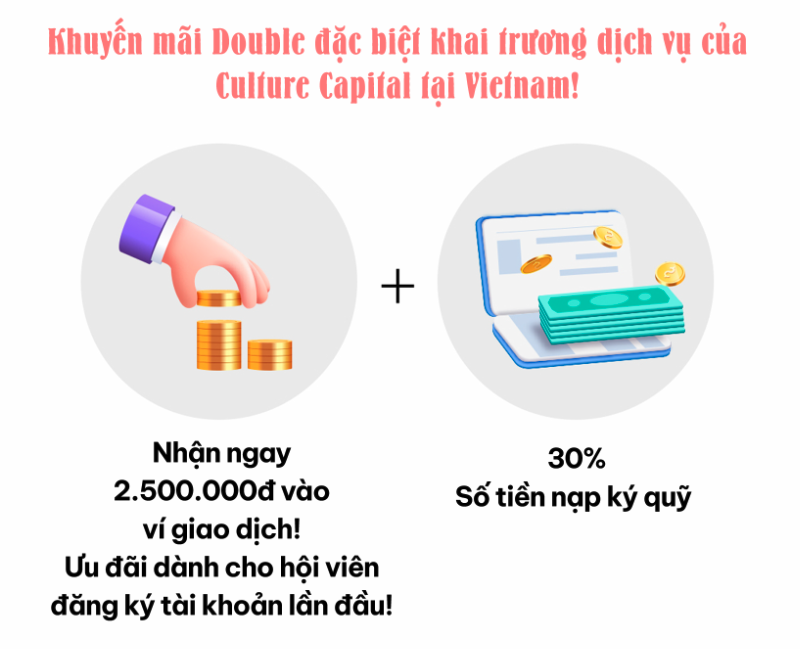 Khuyến mãi Double đặc biệt khai trương dịch vụ của
Culture Capital tại Vietnam!
Nhận ngay
2.500.000đ vào
ví giao dịch!
Ưu đãi dành cho hội viên
đăng ký tài khoản lần đầu!
+
30%
Số tiền nạp ký quỹ